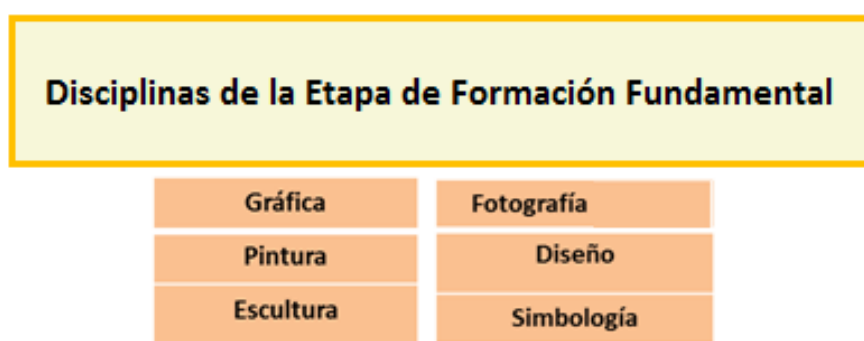 Disciplinas de la Etapa de Formación Fundamental
Gráfica
Fotografía
Pintura
Diseño
Escultura
Simbología